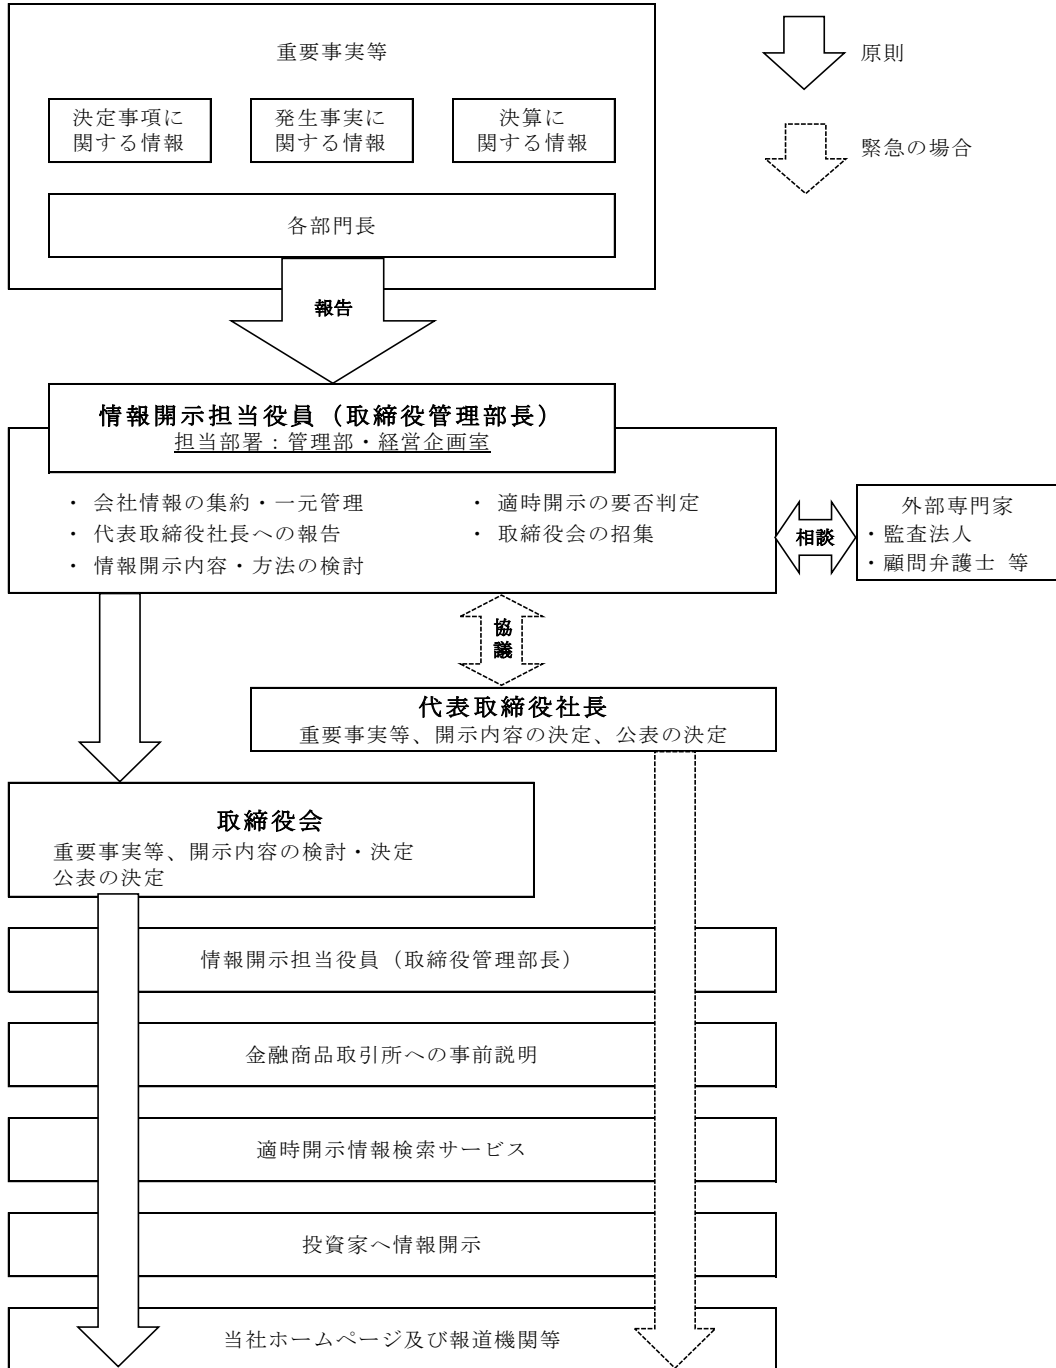 重要事実等
原則
決定事項に
関する情報
発生事実に
関する情報
決算に
関する情報
緊急の場合
各部門長
報告
情報開示担当役員（取締役管理部長）
担当部署：管理部・経営企画室
・ 会社情報の集約・一元管理
・ 代表取締役社長への報告
・ 情報開示内容・方法の検討
・ 適時開示の要否判定
・ 取締役会の招集
相談
外部専門家
・監査法人
・顧問弁護士 等
協
議
代表取締役社長
重要事実等、開示内容の決定、公表の決定
取締役会
重要事実等、開示内容の検討・決定
公表の決定
情報開示担当役員（取締役管理部長）
金融商品取引所への事前説明
適時開示情報検索サービス
投資家へ情報開示
当社ホームページ及び報道機関等